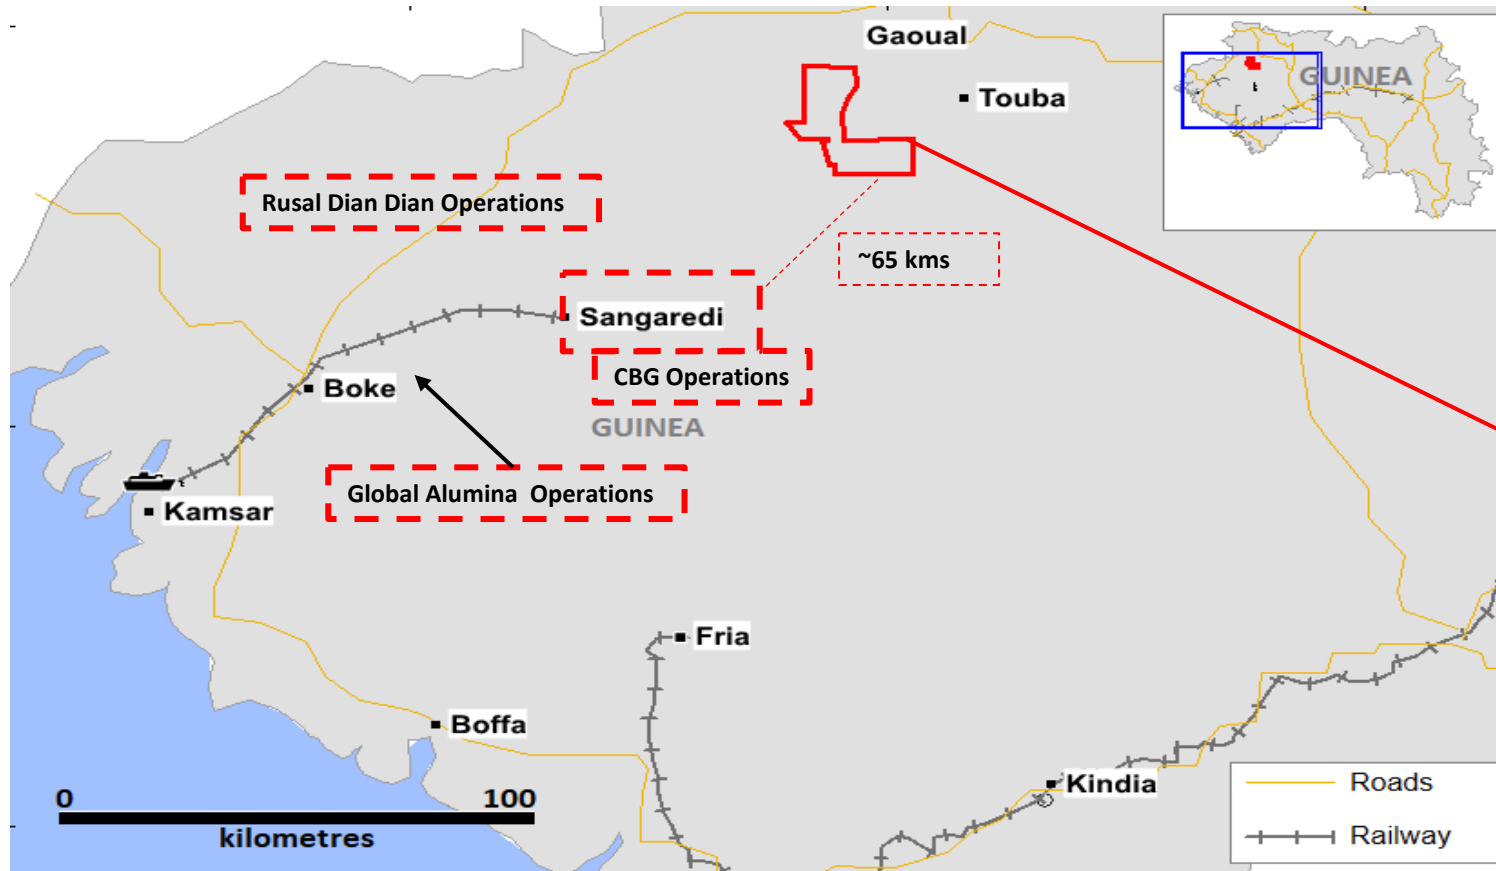 Gaoual
Touba
GUINEA
Rusal Dian Dian Operations
~65 kms
Sangaredi
CBG Operations
Boke
GUINEA
Global Alumina Operations
Kamsar
Fria
Boffa
Kindia
0 100
kilometres
Roads
Railway